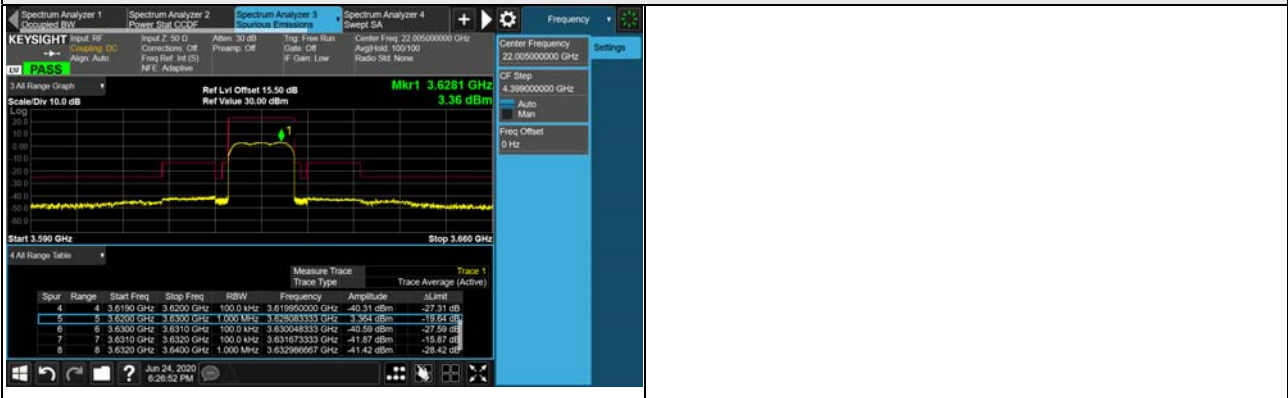 Spectrum Analyzer 1
Occupied BW
Spectrum Analyzer 2
Power Stat CCDF
Spectrum Analyzer 3
Spurious Emissions
Spectrum Analyzer 4
Swept SA
Frequency
KEYSIGHT
Input: RF
Coupling: DC
Align: Auto
Input Z: 50 Ω
Corrections: Off
Freq Ref: Int (S)
NFE: Adaptive
Atten: 30 dB
Preamp: Off
Trig: Free Run
Gate: Off
IF Gain: Low
Center Freq: 22.005000000 GHz
Avg|Hold: 100/100
Radio Std: None
PASS
Center Frequency
22.005000000 GHz
Settings
CF Step
4.399000000 GHz
Auto
Man
Freq Offset
0 Hz
3 All Range Graph
Scale/Div 10.0 dB
Ref Lvl Offset 15.50 dB
Ref Value 30.00 dBm
Mkr1 3.6281 GHz
3.36 dBm
Log
20.0
10.0
0.00
-10.0
-20.0
-30.0
-40.0
-50.0
-60.0
1
Start 3.590 GHz
Stop 3.660 GHz
4 All Range Table
Measure Trace Trace 1
Trace Type Trace Average (Active)
Spur Range Start Freq Stop Freq RBW Frequency Amplitude ΔLimit
4 4 3.6190 GHz 3.6200 GHz 100.0 kHz 3.619950000 GHz -40.31 dBm -27.31 dB
5 5 3.6200 GHz 3.6300 GHz 1.000 MHz 3.628083333 GHz 3.364 dBm -19.64 dB
6 6 3.6300 GHz 3.6310 GHz 100.0 kHz 3.630048333 GHz -40.59 dBm -27.59 dB
7 7 3.6310 GHz 3.6320 GHz 100.0 kHz 3.631673333 GHz -41.87 dBm -15.87 dB
8 8 3.6320 GHz 3.6400 GHz 1.000 MHz 3.632986667 GHz -41.42 dBm -28.42 dB
Jun 24, 2020
6:26:52 PM